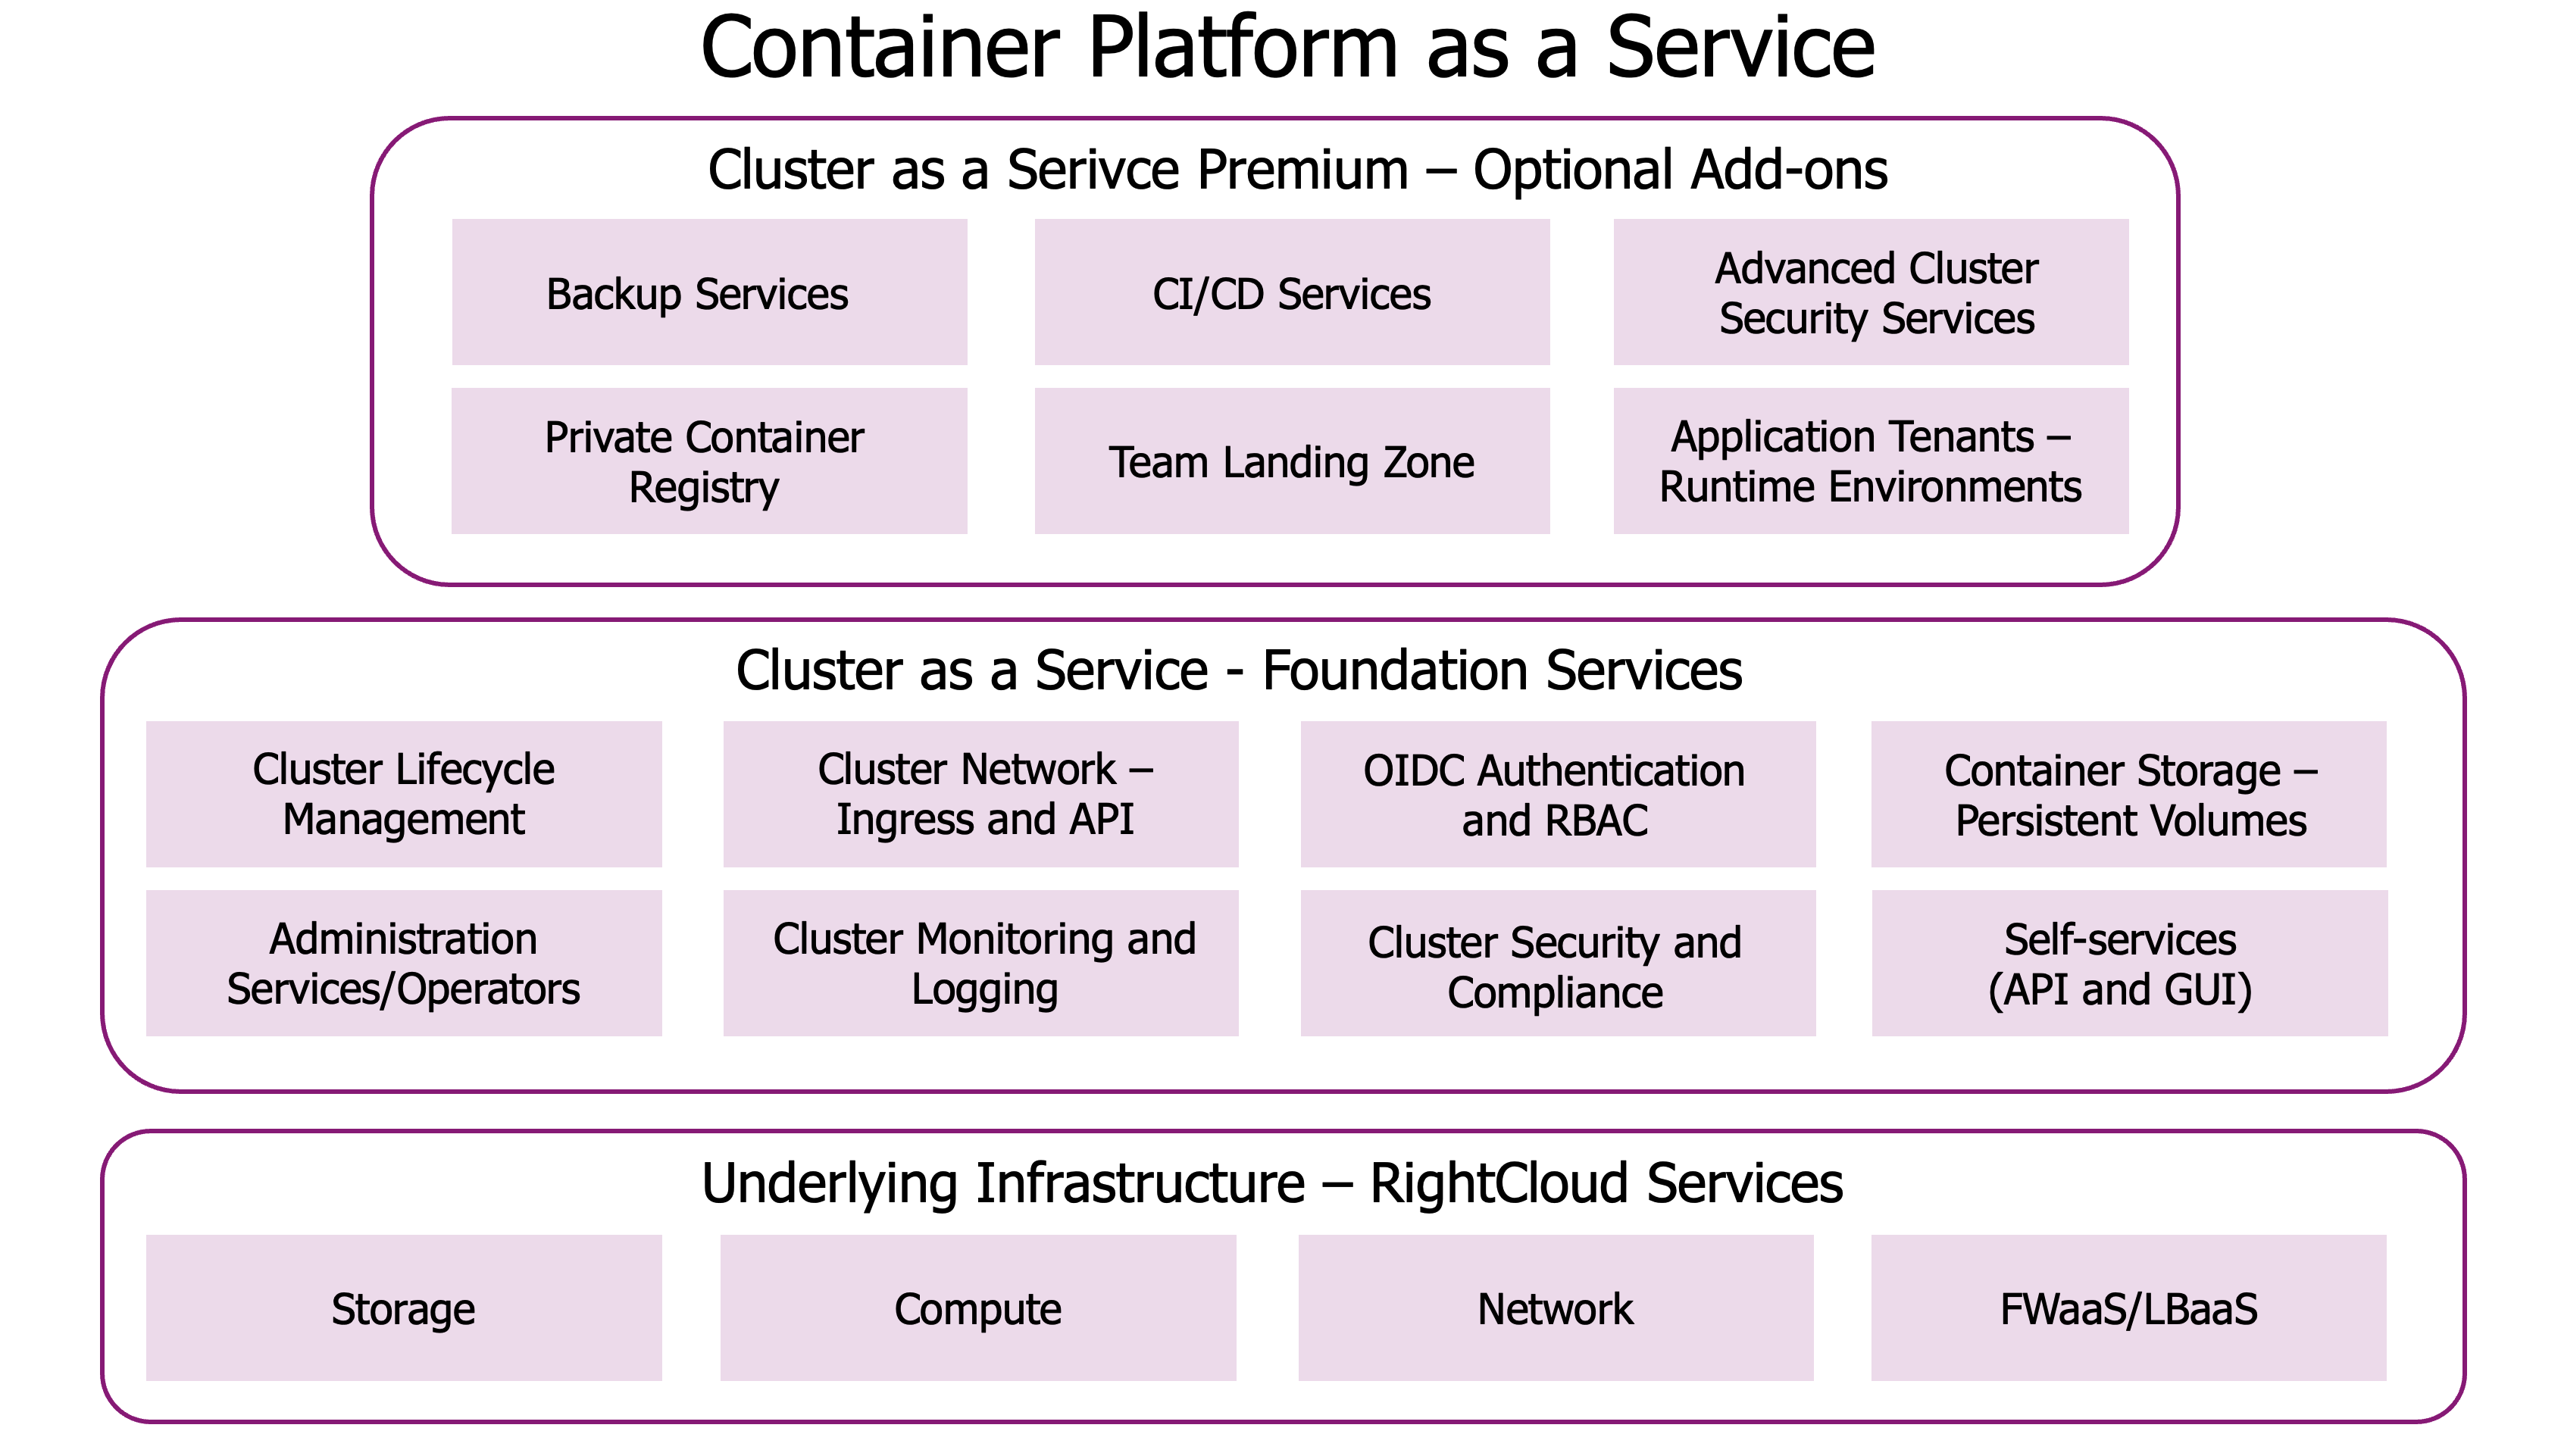 Container Platform as a Service
Cluster as a Serivce Premium – Optional Add-ons
Backup Services
CI/CD Services
Advanced Cluster
Security Services
Private Container
Registry
Team Landing Zone
Application Tenants –
Runtime Environments
Cluster as a Service - Foundation Services
Cluster Lifecycle
Management
Cluster Network –
Ingress and API
OIDC Authentication
and RBAC
Container Storage –
Persistent Volumes
Administration
Services/Operators
Cluster Monitoring and
Logging
Cluster Security and
Compliance
Self-services
(API and GUI)
Underlying Infrastructure – RightCloud Services
Storage
Compute
Network
FWaaS/LBaaS